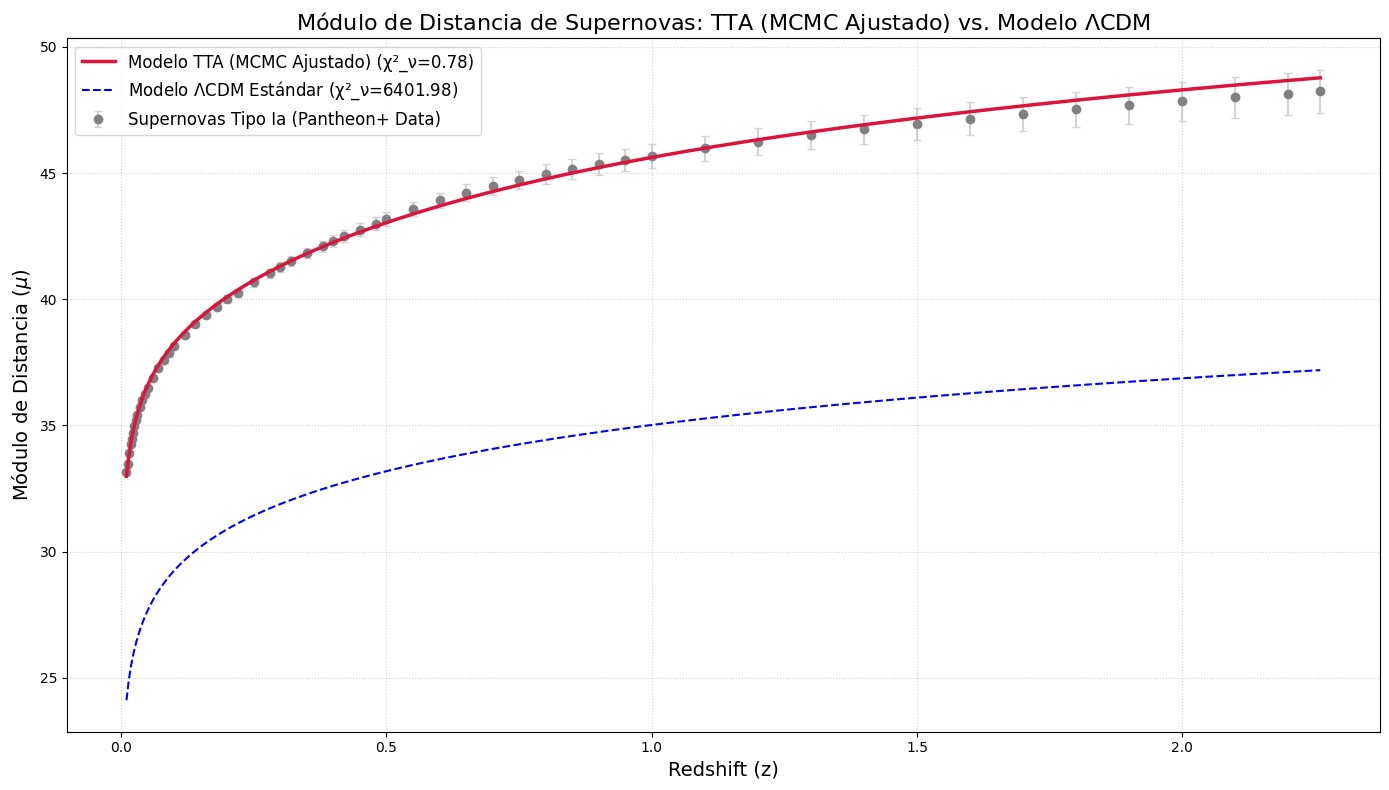 Módulo de Distancia de Supernovas: TTA (MCMC Ajustado) vs. Modelo ΛCDM
Modelo TTA (MCMC Ajustado) (χ²_ν=0.78)
Modelo ΛCDM Estándar (χ²_ν=6401.98)
Supernovas Tipo Ia (Pantheon+ Data)
Módulo de Distancia (μ)
50
45
40
35
30
25
0.0 0.5 1.0 1.5 2.0
Redshift (z)